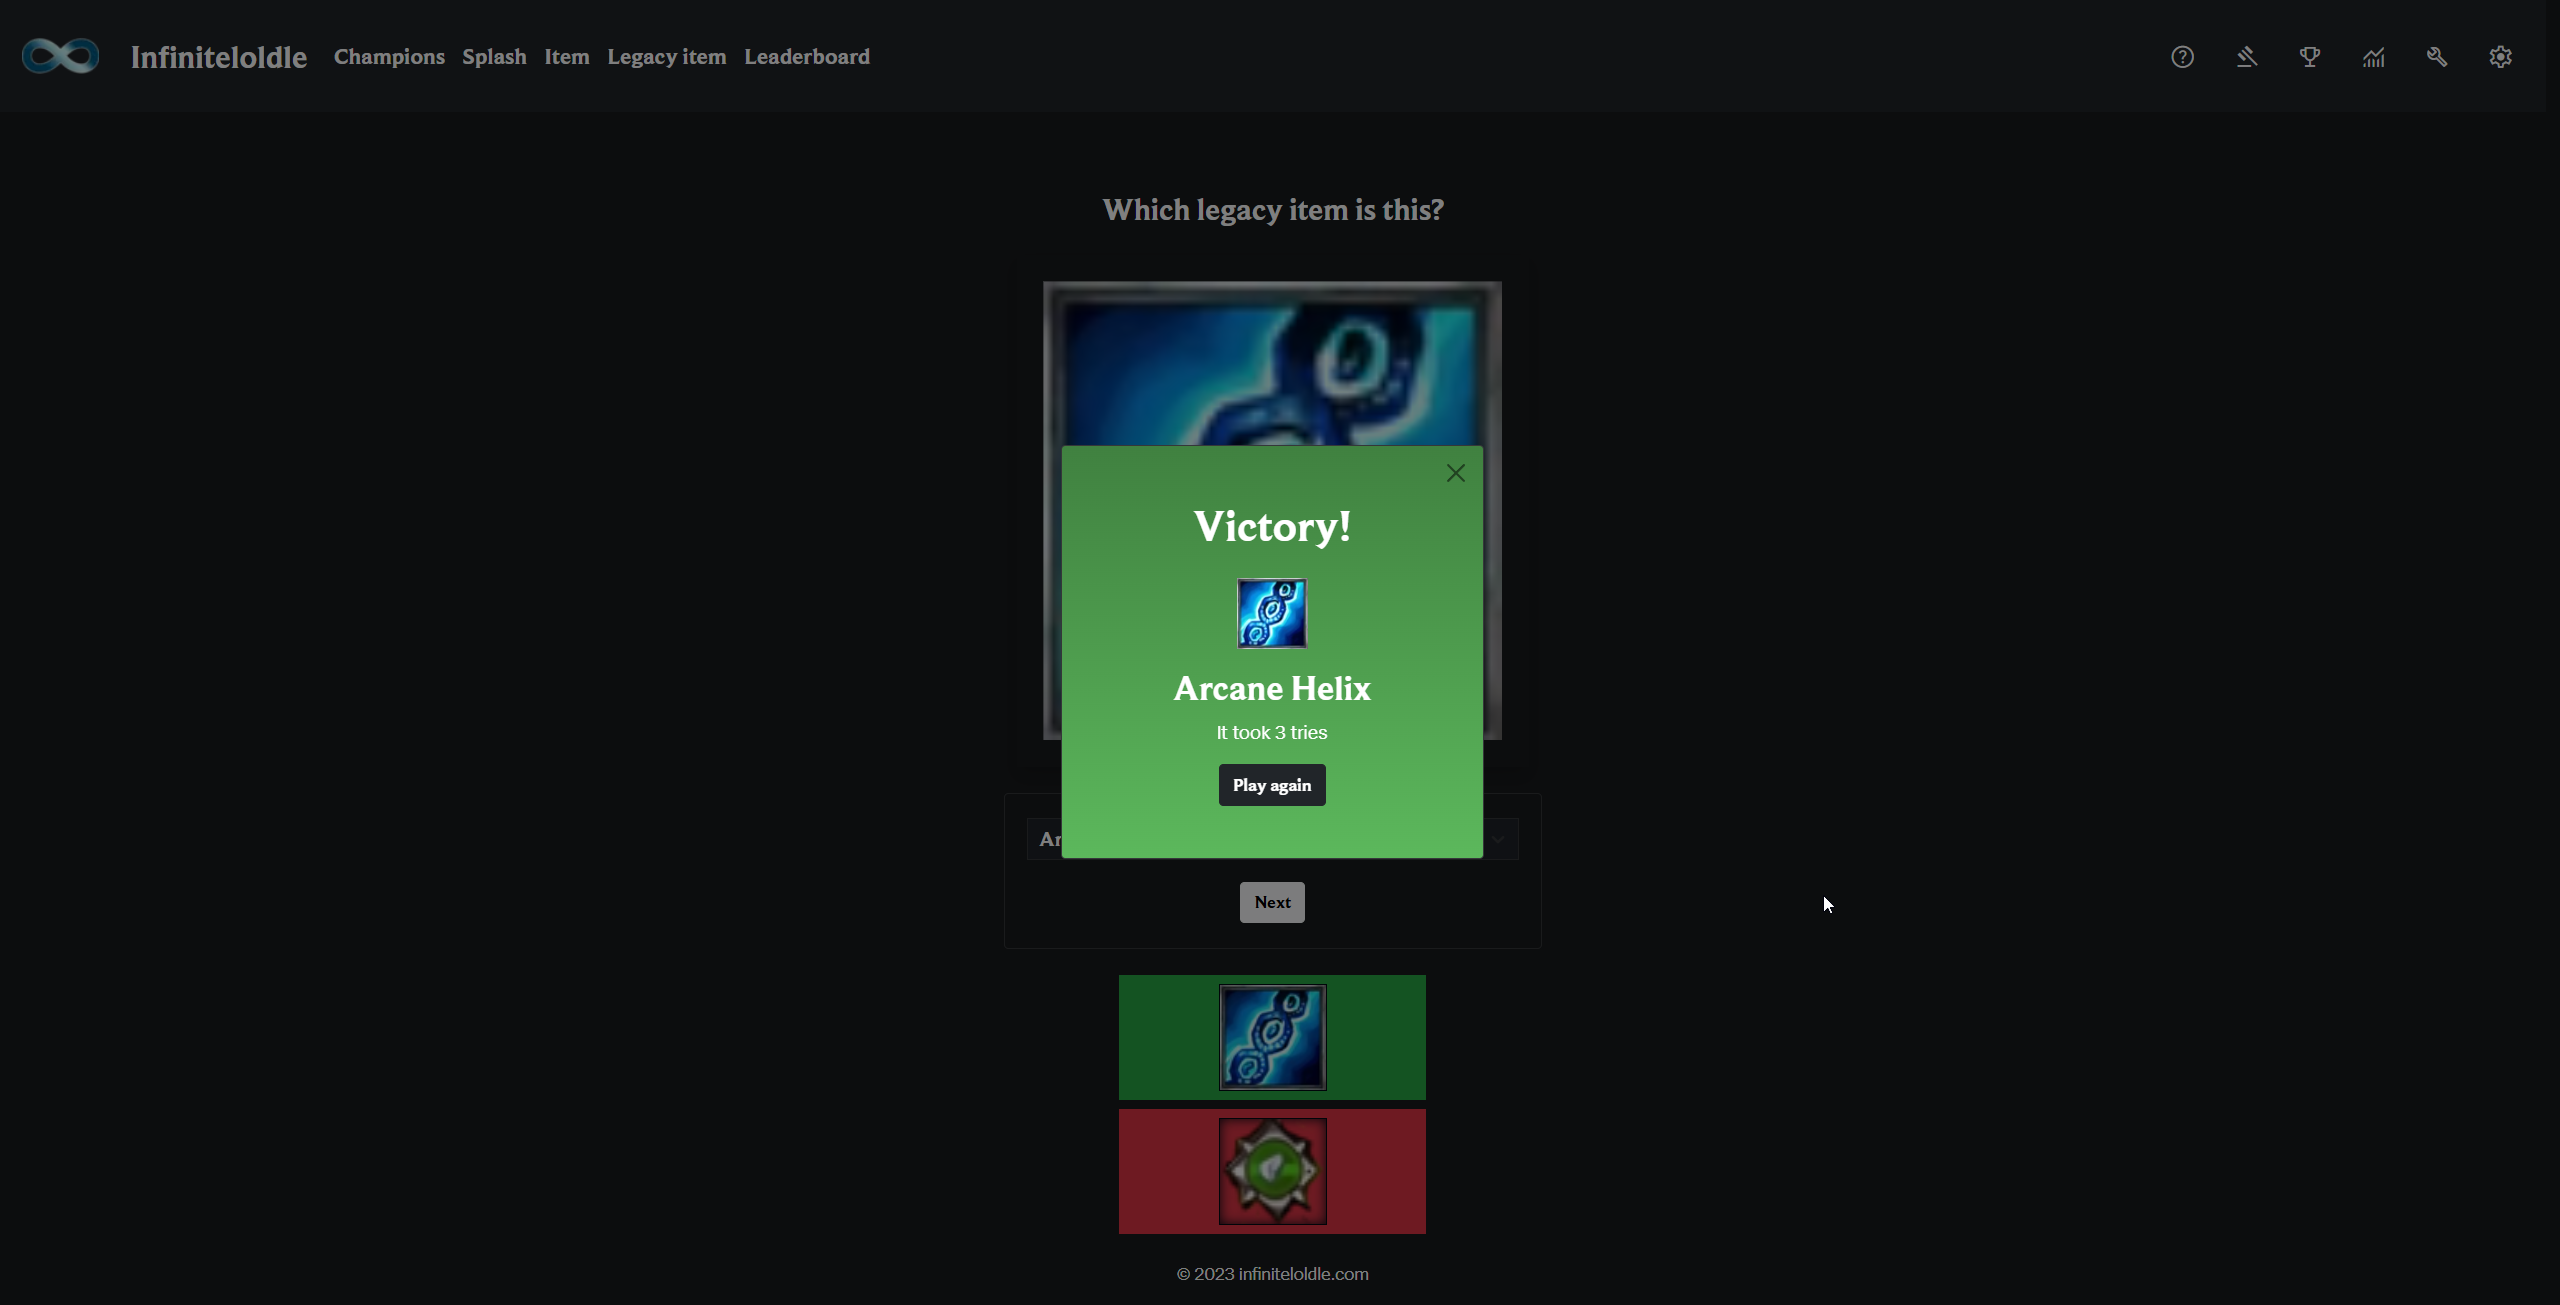 Infiniteloldle Champions Splash Item Legacy item Leaderboard
Which legacy item is this?
Victory!
Arcane Helix
It took 3 tries
Play again
Ar
Next
© 2023 infiniteloldle.com